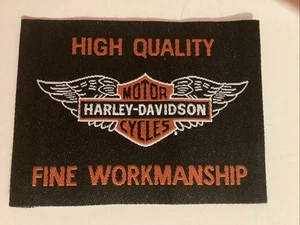 HIGH QUALITY
MOTOR
HARLEY-DAVIDSON
CYCLES
FINE WORKMANSHIP